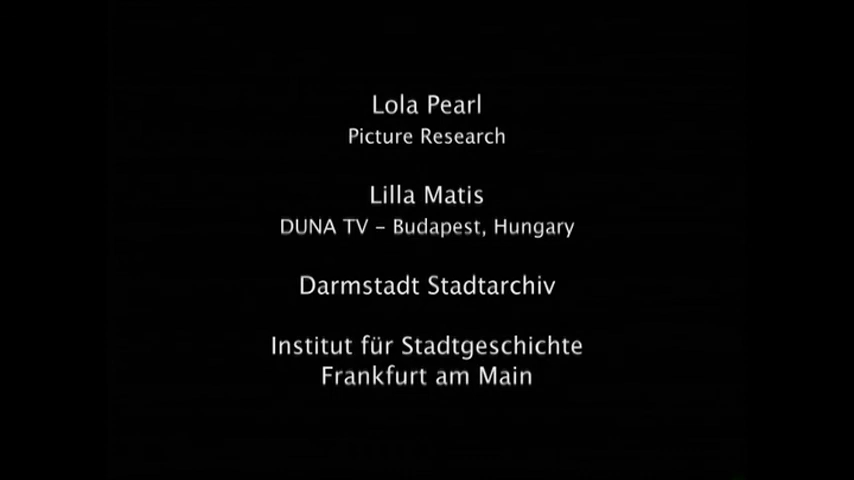 Lola Pearl
Picture Research
Lilla Matis
DUNA TV – Budapest, Hungary
Darmstadt Stadtarchiv
Institut für Stadtgeschichte
Frankfurt am Main